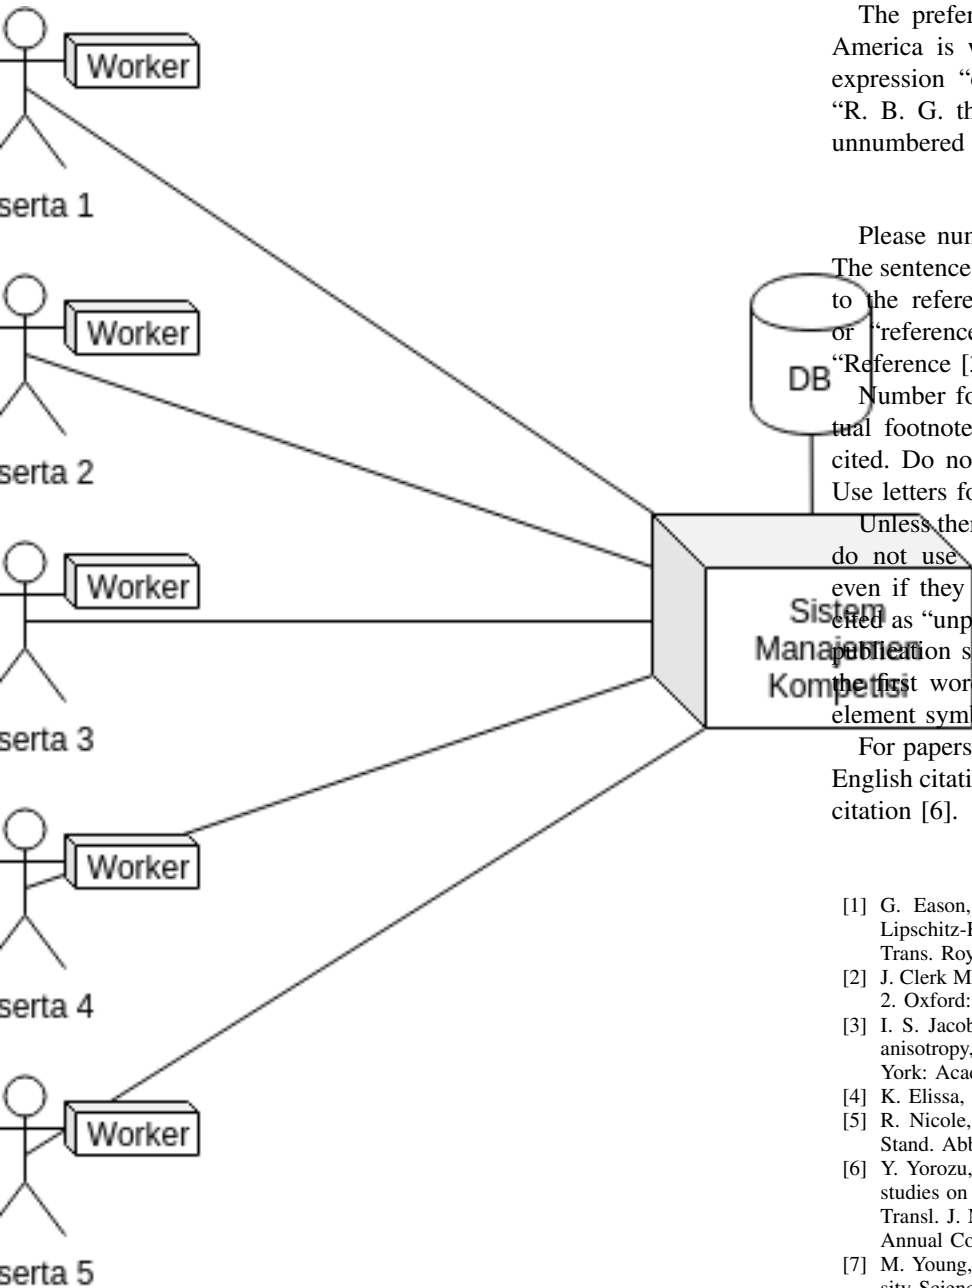 Worker
serta 1
Worker
serta 2
Worker
serta 3
Worker
serta 4
Worker
serta 5
DB
Sistem
Manajemen
Kompetisi
The prefer
America is
expression “
“R. B. G. th
unnumbered
Please num
The sentence
to the refere
or “reference
“Reference [
Number fo
tual footnote
cited. Do no
Use letters fo
Unless ther
do not use
even if they
cited as “unp
publication s
the first wor
element symb
For papers
English citati
citation [6].
[1] G. Eason,
Lipschitz-
Trans. Roy
[2] J. Clerk M
2. Oxford:
[3] I. S. Jacob
anisotropy,
York: Acad
[4] K. Elissa,
[5] R. Nicole,
Stand. Abb
[6] Y. Yorozu,
studies on
Transl. J. M
Annual Co
[7] M. Young,
sity Scienc